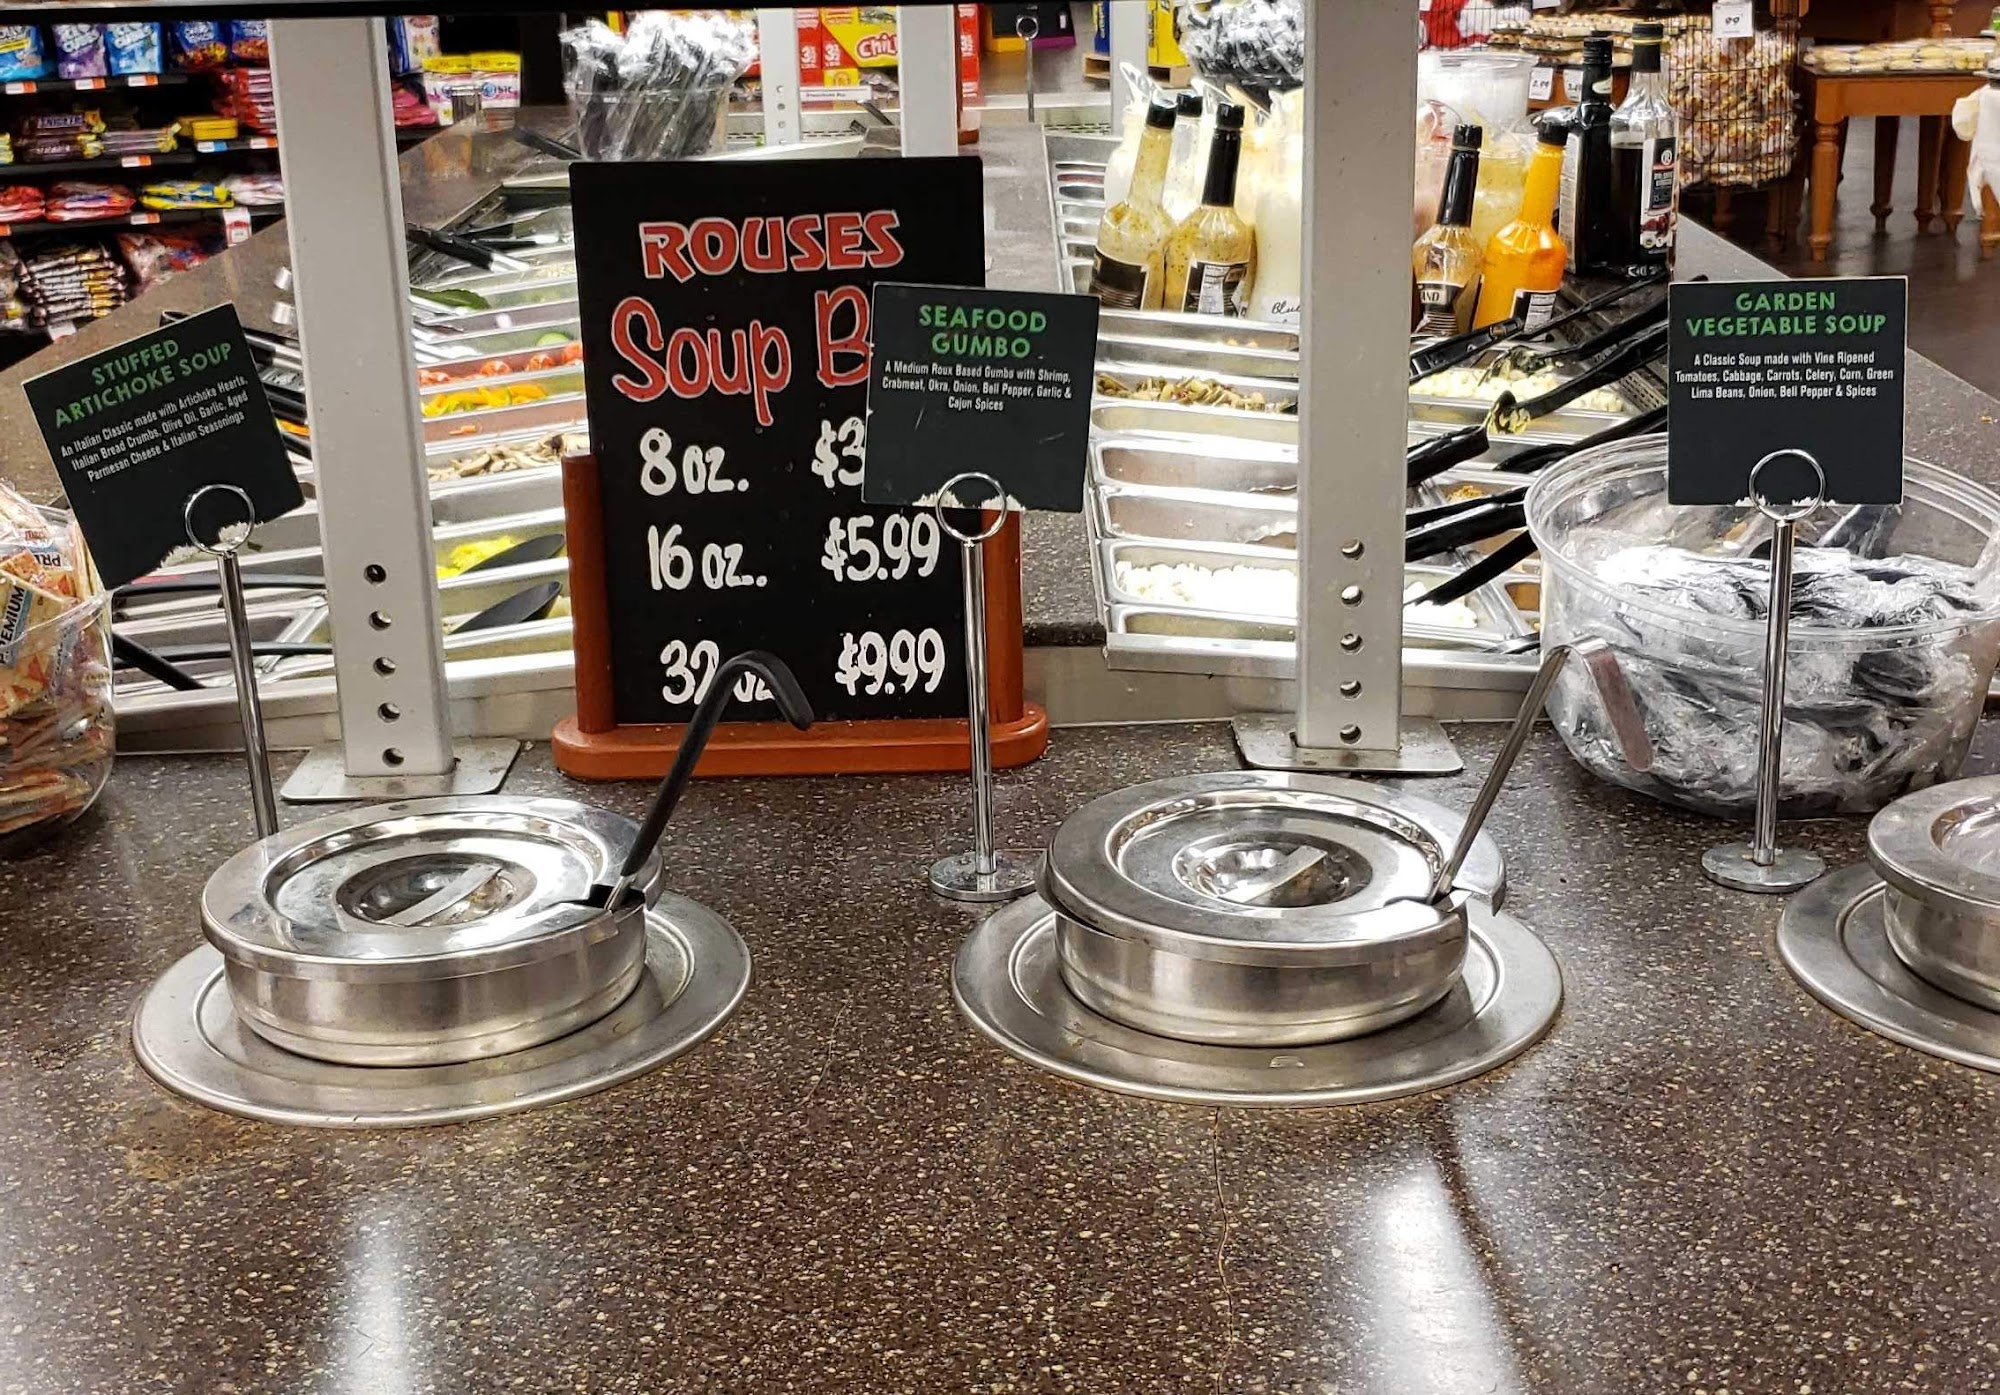 STUFFED
ARTICHOKE SOUP
An Italian Classic made with Artichoke Hearts,
Italian Bread Crumbs, Olive Oil, Garlic, Aged
Parmesan Cheese & Italian Seasonings
ROUSES
Soup B
8 oz. $3
16 oz. $5.99
32 oz. $9.99
SEAFOOD
GUMBO
A Medium Roux Based Gumbo with Shrimp,
Crabmeat, Okra, Onion, Bell Pepper, Garlic &
Cajun Spices
GARDEN
VEGETABLE SOUP
A Classic Soup made with Vine Ripened
Tomatoes, Cabbage, Carrots, Celery, Corn, Green
Lima Beans, Onion, Bell Pepper & Spices